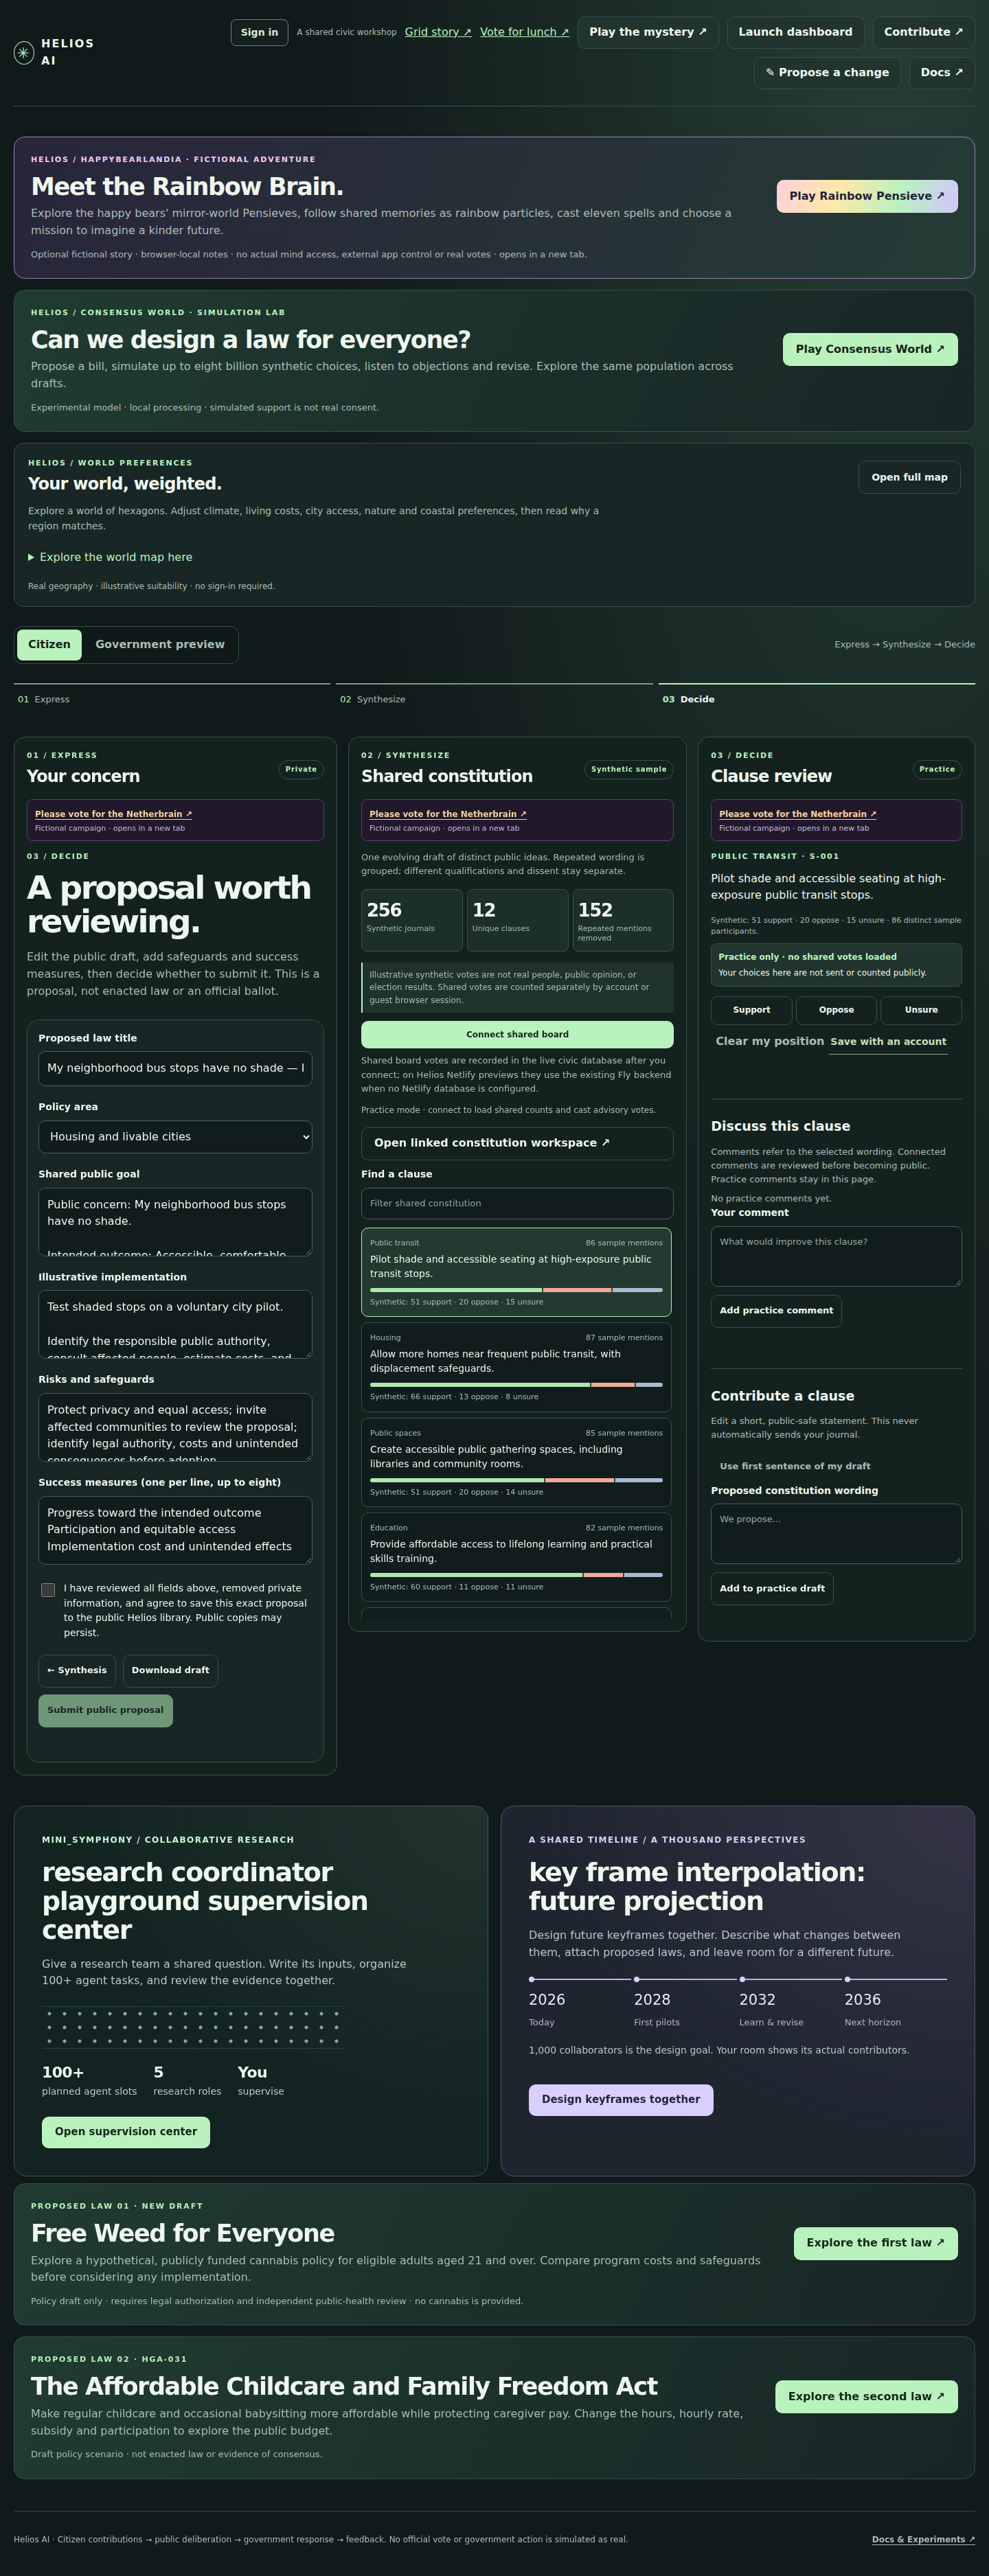 HELIOS
AI
Sign in
A shared civic workshop
Grid story ↗
Vote for lunch ↗
Play the mystery ↗
Launch dashboard
Contribute ↗
✎ Propose a change
Docs ↗
HELIOS / HAPPYBEARLANDIA · FICTIONAL ADVENTURE
Meet the Rainbow Brain.
Explore the happy bears' mirror-world Pensieves, follow shared memories as rainbow particles, cast eleven spells and choose a
mission to imagine a kinder future.
Optional fictional story · browser-local notes · no actual mind access, external app control or real votes · opens in a new tab.
Play Rainbow Pensieve ↗
HELIOS / CONSENSUS WORLD · SIMULATION LAB
Can we design a law for everyone?
Propose a bill, simulate up to eight billion synthetic choices, listen to objections and revise. Explore the same population across
drafts.
Experimental model · local processing · simulated support is not real consent.
Play Consensus World ↗
HELIOS / WORLD PREFERENCES
Your world, weighted.
Explore a world of hexagons. Adjust climate, living costs, city access, nature and coastal preferences, then read why a
region matches.
▶ Explore the world map here
Real geography · illustrative suitability · no sign-in required.
Open full map
Citizen
Government preview
Express → Synthesize → Decide
01 Express
02 Synthesize
03 Decide
01 / EXPRESS
Your concern
Private
Please vote for the Netherbrain ↗
Fictional campaign · opens in a new tab
03 / DECIDE
A proposal worth
reviewing.
Edit the public draft, add safeguards and success
measures, then decide whether to submit it. This is a
proposal, not enacted law or an official ballot.
Proposed law title
My neighborhood bus stops have no shade — I
Policy area
Housing and livable cities
Shared public goal
Public concern: My neighborhood bus stops
have no shade.
Intended outcome: Accessible, comfortable
Illustrative implementation
Test shaded stops on a voluntary city pilot.
Identify the responsible public authority,
consult affected people, estimate costs, and
Risks and safeguards
Protect privacy and equal access; invite
affected communities to review the proposal;
identify legal authority, costs and unintended
consequences before adoption.
Success measures (one per line, up to eight)
Progress toward the intended outcome
Participation and equitable access
Implementation cost and unintended effects
I have reviewed all fields above, removed private
information, and agree to save this exact proposal
to the public Helios library. Public copies may
persist.
← Synthesis
Download draft
Submit public proposal
02 / SYNTHESIZE
Shared constitution
Synthetic sample
Please vote for the Netherbrain ↗
Fictional campaign · opens in a new tab
One evolving draft of distinct public ideas. Repeated wording is
grouped; different qualifications and dissent stay separate.
256
Synthetic journals
12
Unique clauses
152
Repeated mentions
removed
Illustrative synthetic votes are not real people, public opinion, or
election results. Shared votes are counted separately by account or
guest browser session.
Connect shared board
Shared board votes are recorded in the live civic database after you
connect; on Helios Netlify previews they use the existing Fly backend
when no Netlify database is configured.
Practice mode · connect to load shared counts and cast advisory votes.
Open linked constitution workspace ↗
Find a clause
Filter shared constitution
Public transit
86 sample mentions
Pilot shade and accessible seating at high-exposure public
transit stops.
Synthetic: 51 support · 20 oppose · 15 unsure
Housing
87 sample mentions
Allow more homes near frequent public transit, with
displacement safeguards.
Synthetic: 66 support · 13 oppose · 8 unsure
Public spaces
85 sample mentions
Create accessible public gathering spaces, including
libraries and community rooms.
Synthetic: 51 support · 20 oppose · 14 unsure
Education
82 sample mentions
Provide affordable access to lifelong learning and practical
skills training.
Synthetic: 60 support · 11 oppose · 11 unsure
03 / DECIDE
Clause review
Practice
Please vote for the Netherbrain ↗
Fictional campaign · opens in a new tab
PUBLIC TRANSIT · S-001
Pilot shade and accessible seating at high-
exposure public transit stops.
Synthetic: 51 support · 20 oppose · 15 unsure · 86 distinct sample
participants.
Practice only · no shared votes loaded
Your choices here are not sent or counted publicly.
Support
Oppose
Unsure
Clear my position
Save with an account
Discuss this clause
Comments refer to the selected wording. Connected
comments are reviewed before becoming public.
Practice comments stay in this page.
No practice comments yet.
Your comment
What would improve this clause?
Add practice comment
Contribute a clause
Edit a short, public-safe statement. This never
automatically sends your journal.
Use first sentence of my draft
Proposed constitution wording
We propose…
Add to practice draft
MINI_SYMPHONY / COLLABORATIVE RESEARCH
research coordinator
playground supervision
center
Give a research team a shared question. Write its inputs, organize
100+ agent tasks, and review the evidence together.
100+
planned agent slots
5
research roles
You
supervise
Open supervision center
A SHARED TIMELINE / A THOUSAND PERSPECTIVES
key frame interpolation:
future projection
Design future keyframes together. Describe what changes between
them, attach proposed laws, and leave room for a different future.
2026
Today
2028
First pilots
2032
Learn & revise
2036
Next horizon
1,000 collaborators is the design goal. Your room shows its actual contributors.
Design keyframes together
PROPOSED LAW 01 · NEW DRAFT
Free Weed for Everyone
Explore a hypothetical, publicly funded cannabis policy for eligible adults aged 21 and over. Compare program costs and safeguards
before considering any implementation.
Policy draft only · requires legal authorization and independent public-health review · no cannabis is provided.
Explore the first law ↗
PROPOSED LAW 02 · HGA-031
The Affordable Childcare and Family Freedom Act
Make regular childcare and occasional babysitting more affordable while protecting caregiver pay. Change the hours, hourly rate,
subsidy and participation to explore the public budget.
Draft policy scenario · not enacted law or evidence of consensus.
Explore the second law ↗
Helios AI · Citizen contributions → public deliberation → government response → feedback. No official vote or government action is simulated as real.
Docs & Experiments ↗